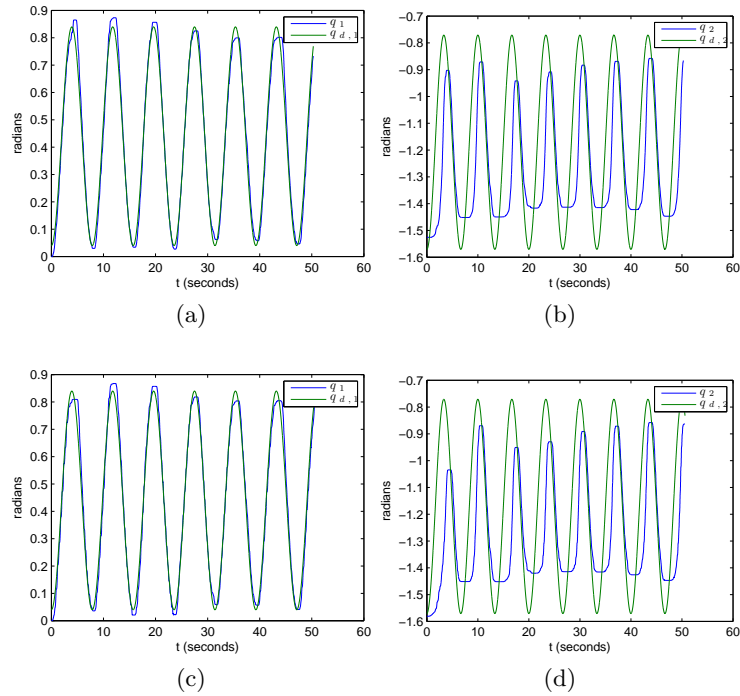 0.9
0.8
0.7
0.6
0.5
0.4
0.3
0.2
0.1
0
radians
0 10 20 30 40 50 60
t (seconds)
q 1
q d , 1
(a)
−0.7
−0.8
−0.9
−1
−1.1
−1.2
−1.3
−1.4
−1.5
−1.6
radians
0 10 20 30 40 50 60
t (seconds)
q 2
q d , 2
(b)
0.9
0.8
0.7
0.6
0.5
0.4
0.3
0.2
0.1
0
radians
0 10 20 30 40 50 60
t (seconds)
q 1
q d , 1
(c)
−0.7
−0.8
−0.9
−1
−1.1
−1.2
−1.3
−1.4
−1.5
−1.6
radians
0 10 20 30 40 50 60
t (seconds)
q 2
q d , 2
(d)